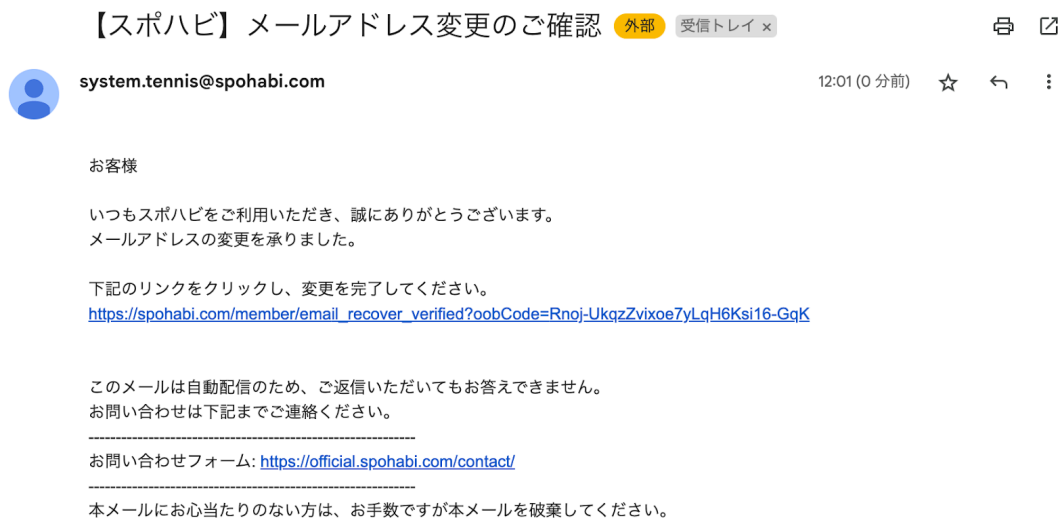 【スポハビ】メールアドレス変更のご確認 外部 受信トレイ ×
system.tennis@spohabi.com 12:01 (0 分前)
お客様
いつもスポハビをご利用いただき、誠にありがとうございます。
メールアドレスの変更を承りました。
下記のリンクをクリックし、変更を完了してください。
https://spohabi.com/member/email_recover_verified?oobCode=Rnoj-UkqzZvixoe7yLqH6Ksi16-GqK
このメールは自動配信のため、ご返信いただいてもお答えできません。
お問い合わせは下記までご連絡ください。
------------------------------------------------------------
お問い合わせフォーム: https://official.spohabi.com/contact/
------------------------------------------------------------
本メールにお心当たりのない方は、お手数ですが本メールを破棄してください。